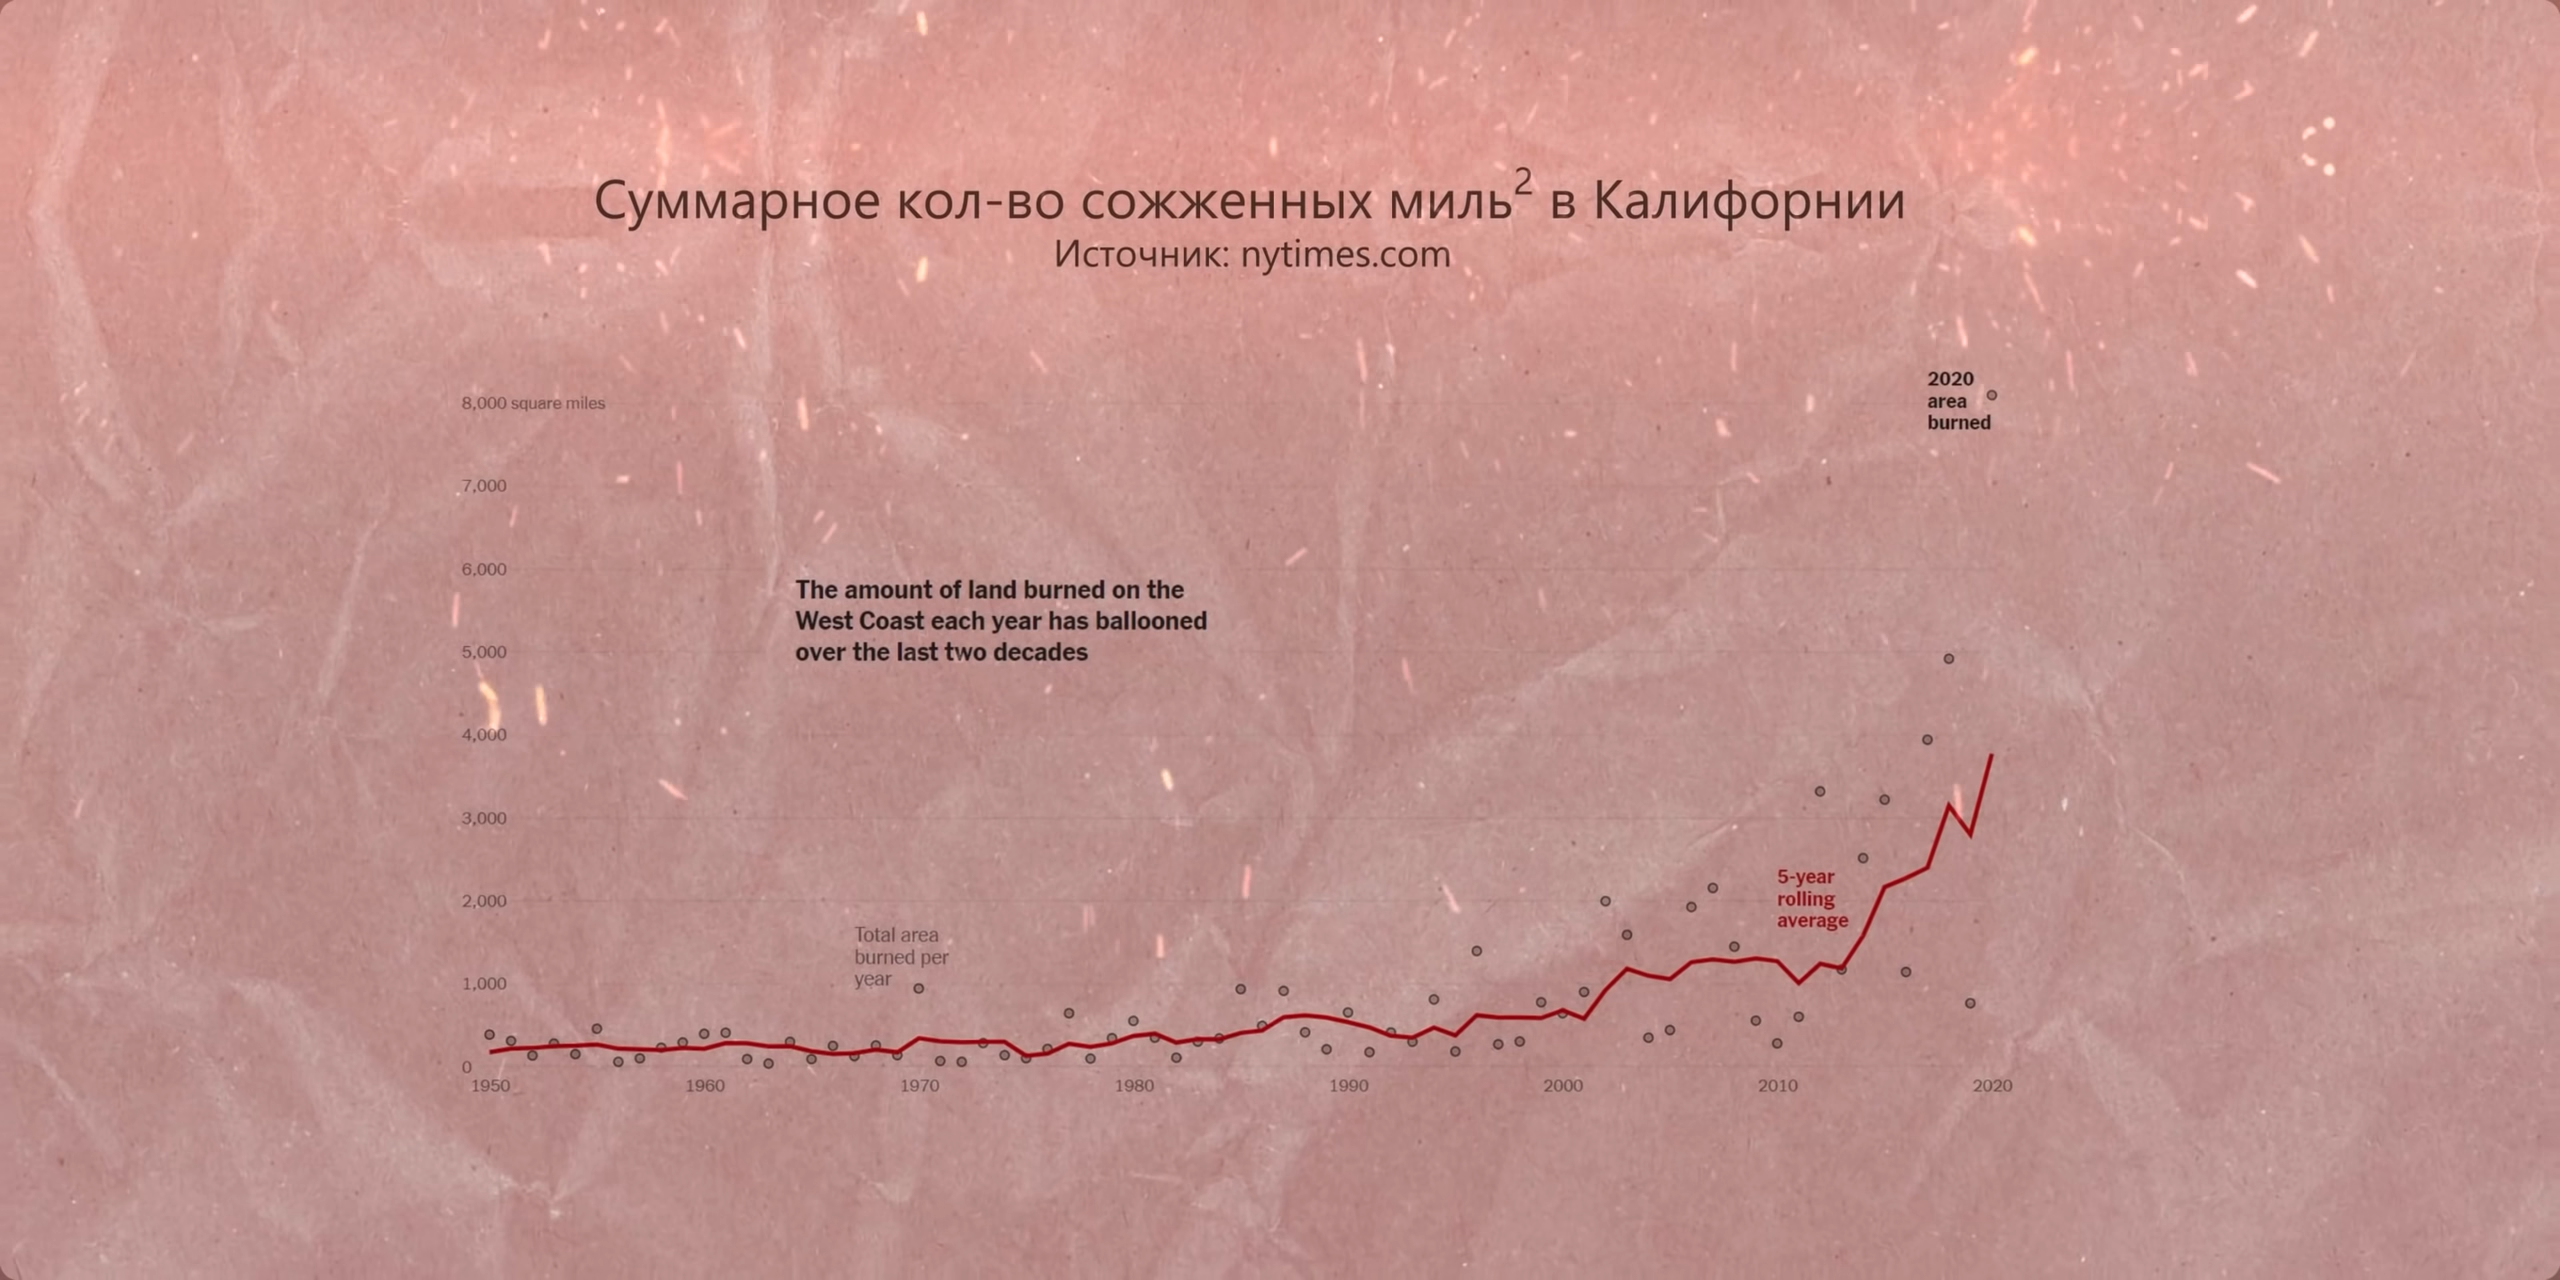 Суммарное кол-во сожженных миль² в Калифорнии
Источник: nytimes.com
2020
area
burned
8,000 square miles
7,000
6,000
The amount of land burned on the
West Coast each year has ballooned
over the last two decades
5,000
4,000
3,000
5-year
rolling
average
2,000
Total area
burned per
year
1,000
0
1950 1960 1970 1980 1990 2000 2010 2020